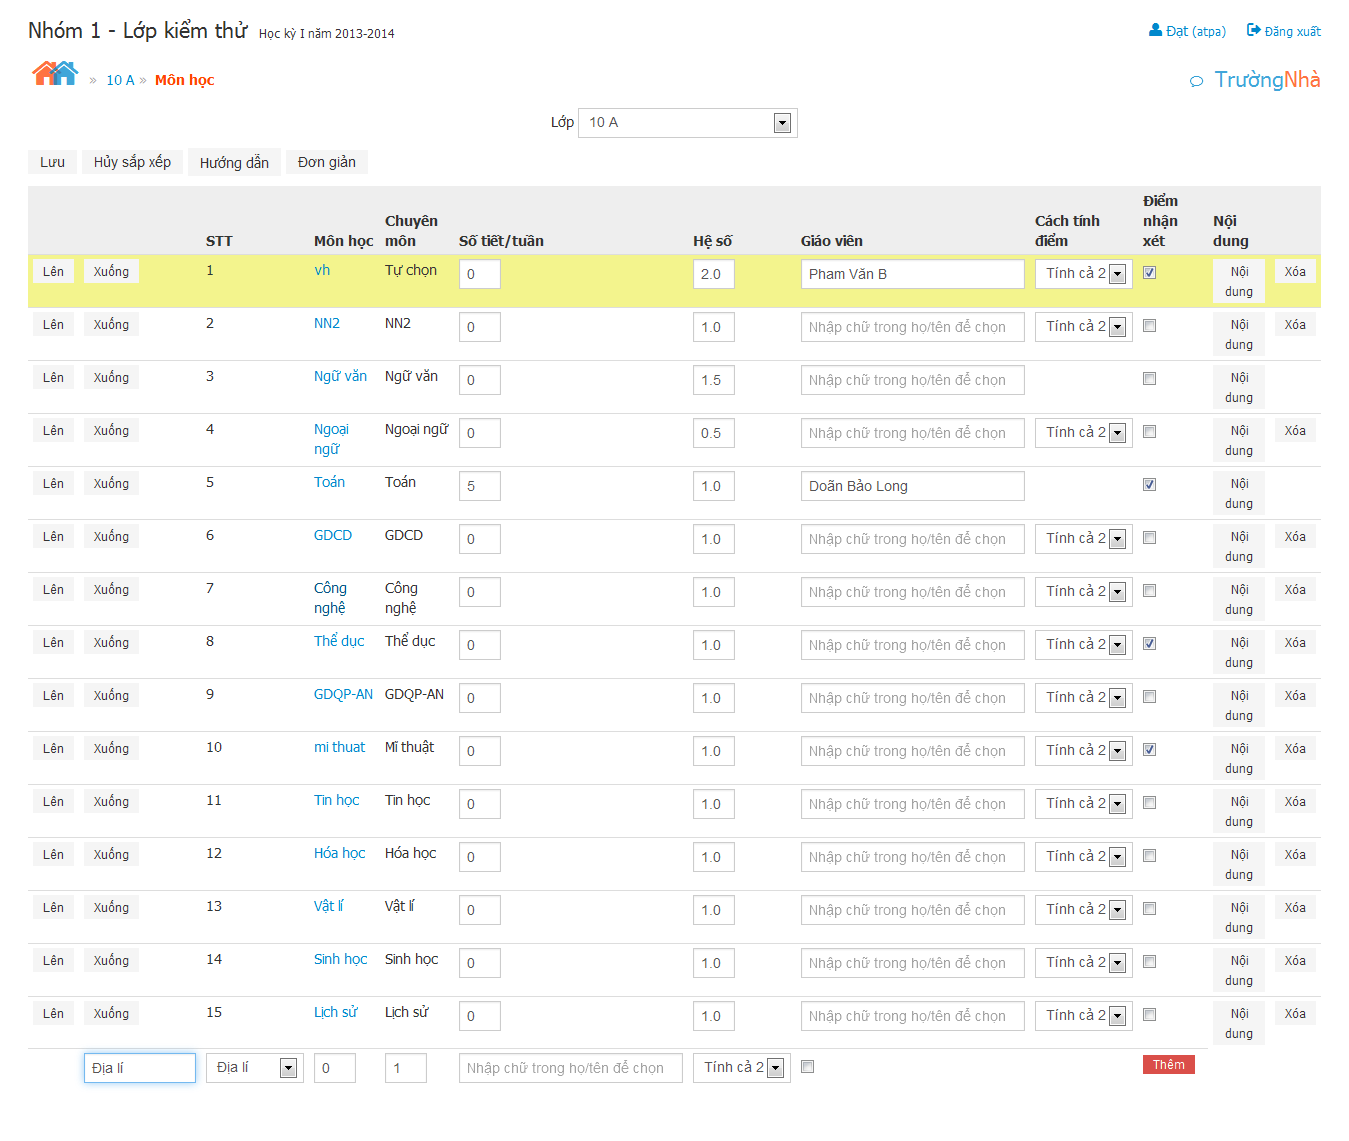 Nhóm 1 - Lớp kiểm thử Học kỳ I năm 2013-2014 Đạt (atpa) Đăng xuất
» 10 A » Môn học TrườngNhà
Lớp 10 A
Lưu Hủy sắp xếp Hướng dẫn Đơn giản
STT Môn học Chuyên môn Số tiết/tuần Hệ số Giáo viên Cách tính điểm Điểm nhận xét Nội dung
Lên Xuống 1 vh Tự chọn 0 2.0 Pham Văn B Tính cả 2 Nội dung Xóa
Lên Xuống 2 NN2 NN2 0 1.0 Nhập chữ trong họ/tên để chọn Tính cả 2 Nội dung Xóa
Lên Xuống 3 Ngữ văn Ngữ văn 0 1.5 Nhập chữ trong họ/tên để chọn Nội dung
Lên Xuống 4 Ngoại ngữ Ngoại ngữ 0 0.5 Nhập chữ trong họ/tên để chọn Tính cả 2 Nội dung Xóa
Lên Xuống 5 Toán Toán 5 1.0 Doãn Bảo Long Nội dung
Lên Xuống 6 GDCD GDCD 0 1.0 Nhập chữ trong họ/tên để chọn Tính cả 2 Nội dung Xóa
Lên Xuống 7 Công nghệ Công nghệ 0 1.0 Nhập chữ trong họ/tên để chọn Tính cả 2 Nội dung Xóa
Lên Xuống 8 Thể dục Thể dục 0 1.0 Nhập chữ trong họ/tên để chọn Tính cả 2 Nội dung Xóa
Lên Xuống 9 GDQP-AN GDQP-AN 0 1.0 Nhập chữ trong họ/tên để chọn Tính cả 2 Nội dung Xóa
Lên Xuống 10 mi thuat Mĩ thuật 0 1.0 Nhập chữ trong họ/tên để chọn Tính cả 2 Nội dung Xóa
Lên Xuống 11 Tin học Tin học 0 1.0 Nhập chữ trong họ/tên để chọn Tính cả 2 Nội dung Xóa
Lên Xuống 12 Hóa học Hóa học 0 1.0 Nhập chữ trong họ/tên để chọn Tính cả 2 Nội dung Xóa
Lên Xuống 13 Vật lí Vật lí 0 1.0 Nhập chữ trong họ/tên để chọn Tính cả 2 Nội dung Xóa
Lên Xuống 14 Sinh học Sinh học 0 1.0 Nhập chữ trong họ/tên để chọn Tính cả 2 Nội dung Xóa
Lên Xuống 15 Lịch sử Lịch sử 0 1.0 Nhập chữ trong họ/tên để chọn Tính cả 2 Nội dung Xóa
Địa lí Địa lí 0 1 Nhập chữ trong họ/tên để chọn Tính cả 2 Thêm